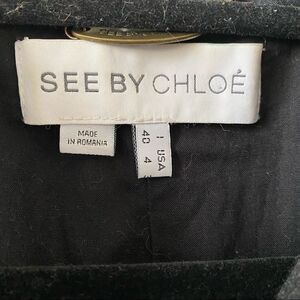 SEE BY CHLOÉ
MADE
IN ROMANIA
I USA
40 4